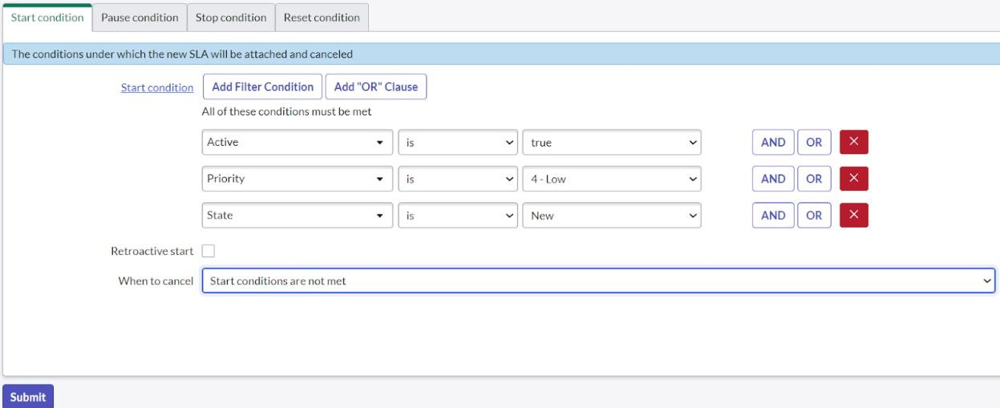 Start condition Pause condition Stop condition Reset condition
The conditions under which the new SLA will be attached and canceled
Start condition Add Filter Condition Add "OR" Clause
All of these conditions must be met
Active is true AND OR
Priority is 4 - Low AND OR
State is New AND OR
Retroactive start
When to cancel Start conditions are not met
Submit